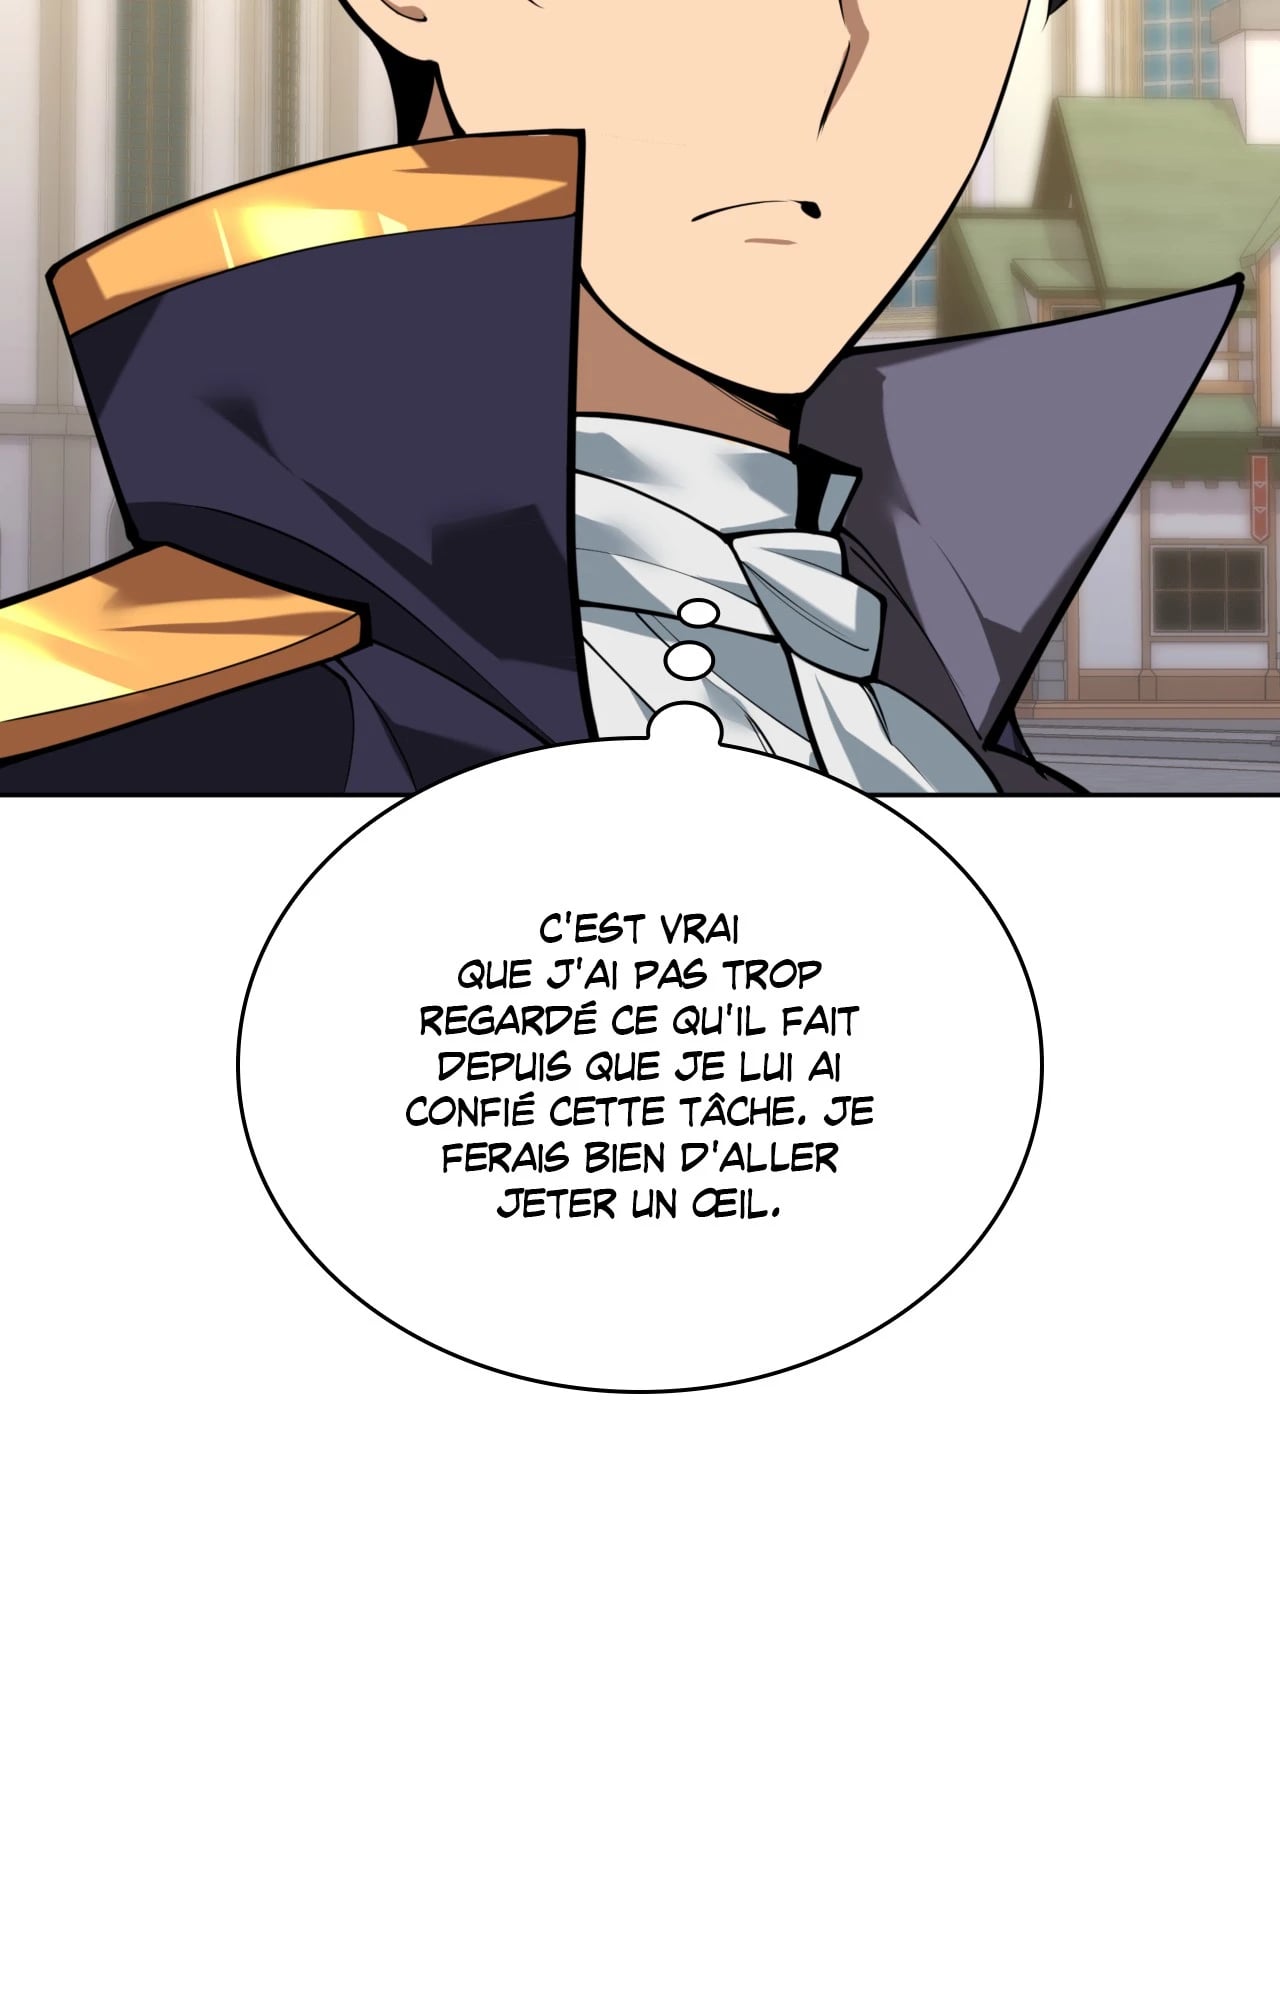 C'EST VRAI
QUE J'AI PAS TROP
REGARDÉ CE QU'IL FAIT
DEPUIS QUE JE LUI AI
CONFIÉ CETTE TÂCHE. JE
FERAIS BIEN D'ALLER
JETER UN ŒIL.